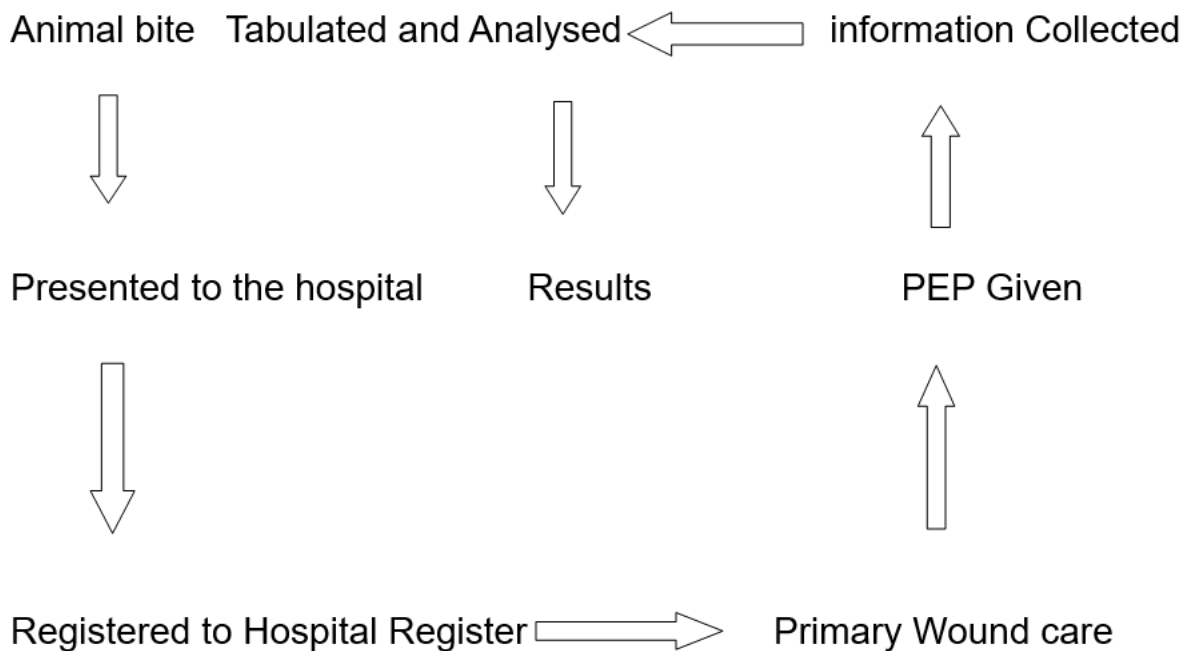 Animal bite
Tabulated and Analysed
information Collected
Presented to the hospital
Results
PEP Given
Registered to Hospital Register
Primary Wound care